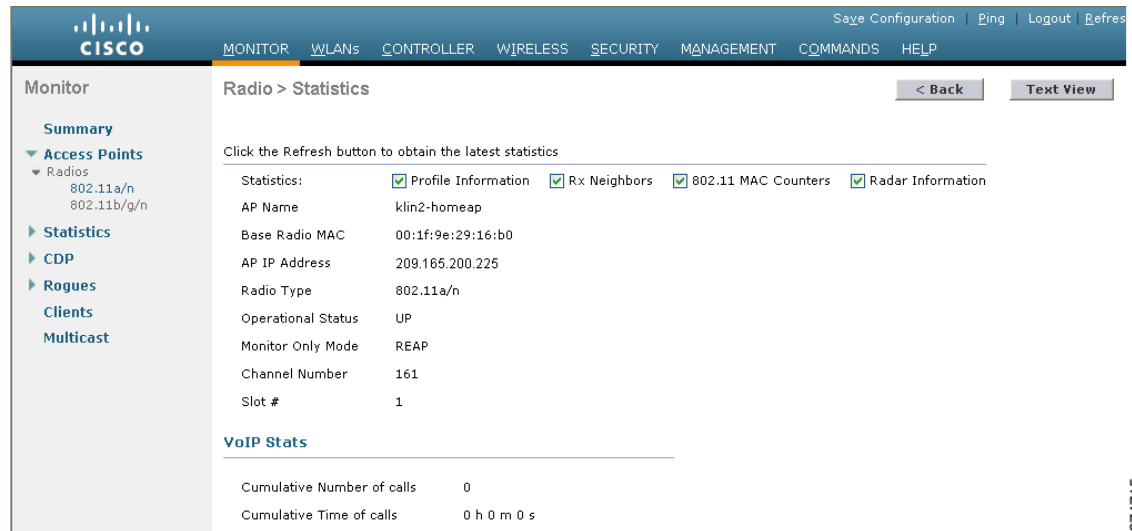 Save Configuration | Ping | Logout | Refres
CISCO
MONITOR WLANs CONTROLLER WIRELESS SECURITY MANAGEMENT COMMANDS HELP
Monitor
Summary
Access Points
Radios
802.11a/n
802.11b/g/n
Statistics
CDP
Rogues
Clients
Multicast
Radio > Statistics
< Back Text View
Click the Refresh button to obtain the latest statistics
Statistics: Profile Information Rx Neighbors 802.11 MAC Counters Radar Information
AP Name klin2-homeap
Base Radio MAC 00:1f:9e:29:16:b0
AP IP Address 209.165.200.225
Radio Type 802.11a/n
Operational Status UP
Monitor Only Mode REAP
Channel Number 161
Slot # 1
VoIP Stats
Cumulative Number of calls 0
Cumulative Time of calls 0 h 0 m 0 s